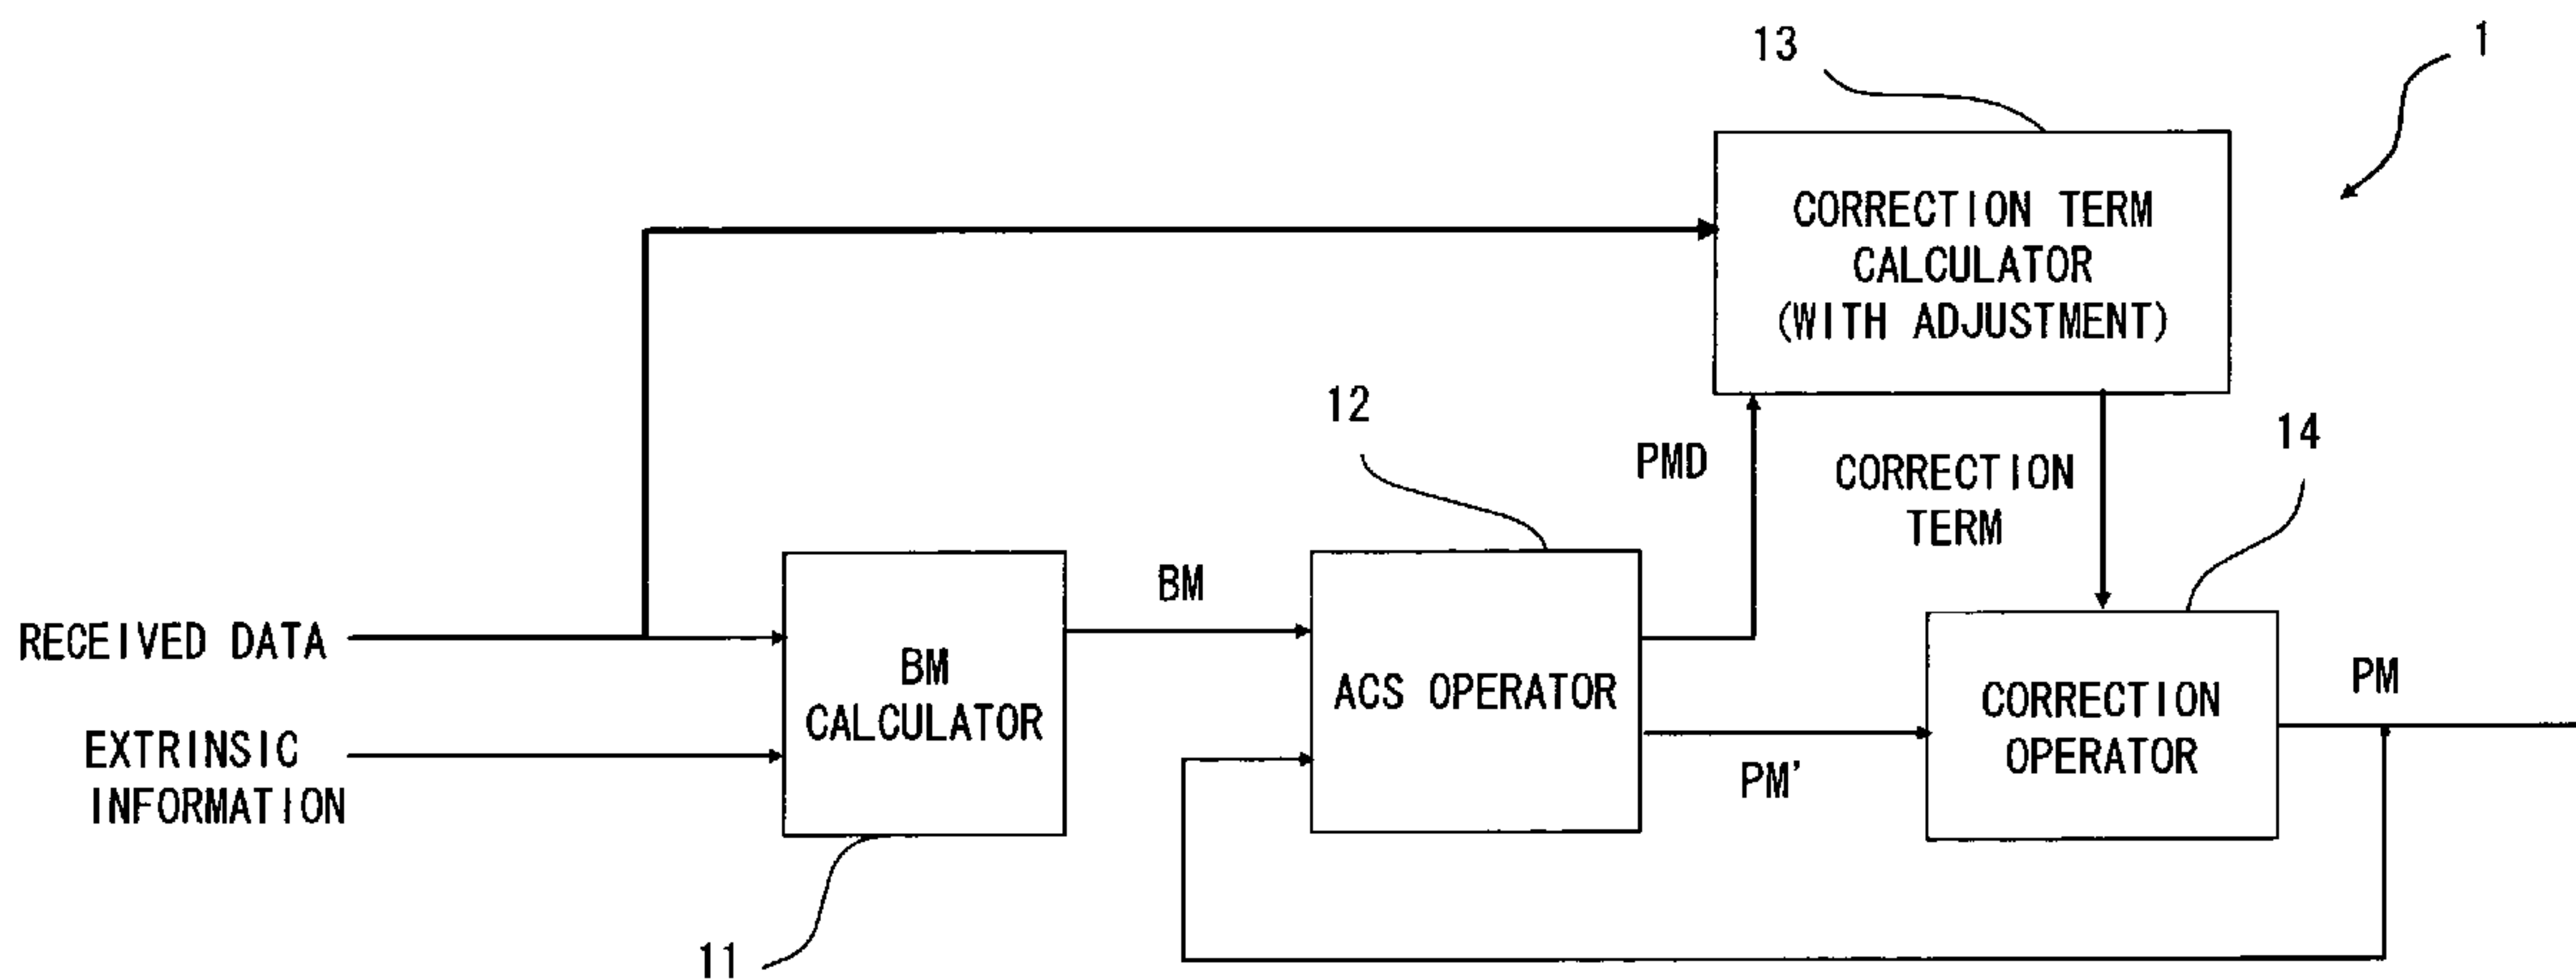 13
1
CORRECTION TERM
CALCULATOR
(WITH ADJUSTMENT)
12
PMD
CORRECTION
TERM
14
RECEIVED DATA
EXTRINSIC
INFORMATION
BM
CALCULATOR
BM
ACS OPERATOR
PM'
CORRECTION
OPERATOR
PM
11